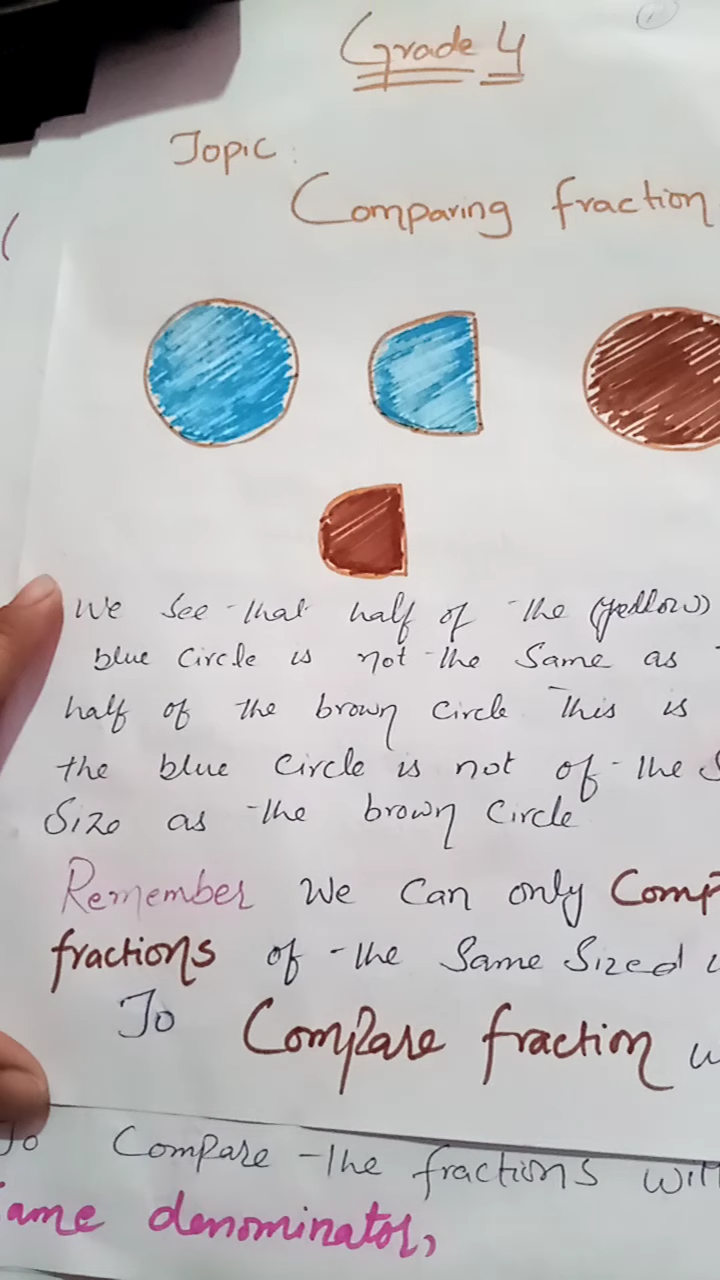 Grade 4
Topic :
Comparing fraction
We see that half of the (yellow)
blue Circle is not the Same as
half of the brown Circle This is
the blue Circle is not of the S
Size as the brown Circle
Remember We Can only Comp
fractions of the Same Sized
To Compare fraction w
To Compare the fractions with
ame denominator,